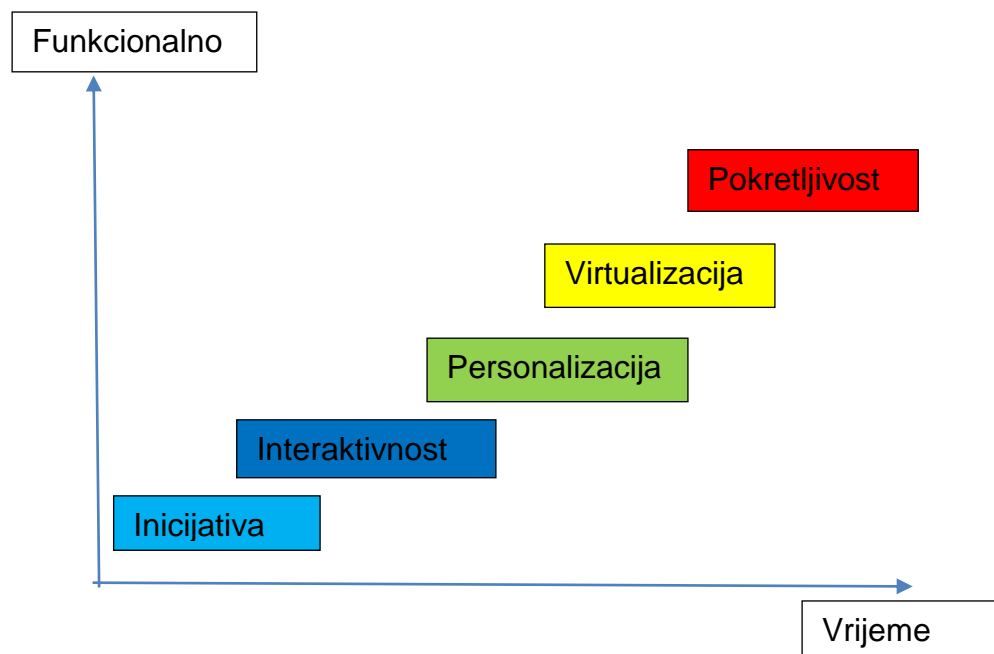 Funkcionalno
Pokretljivost
Virtualizacija
Personalizacija
Interaktivnost
Inicijativa
Vrijeme